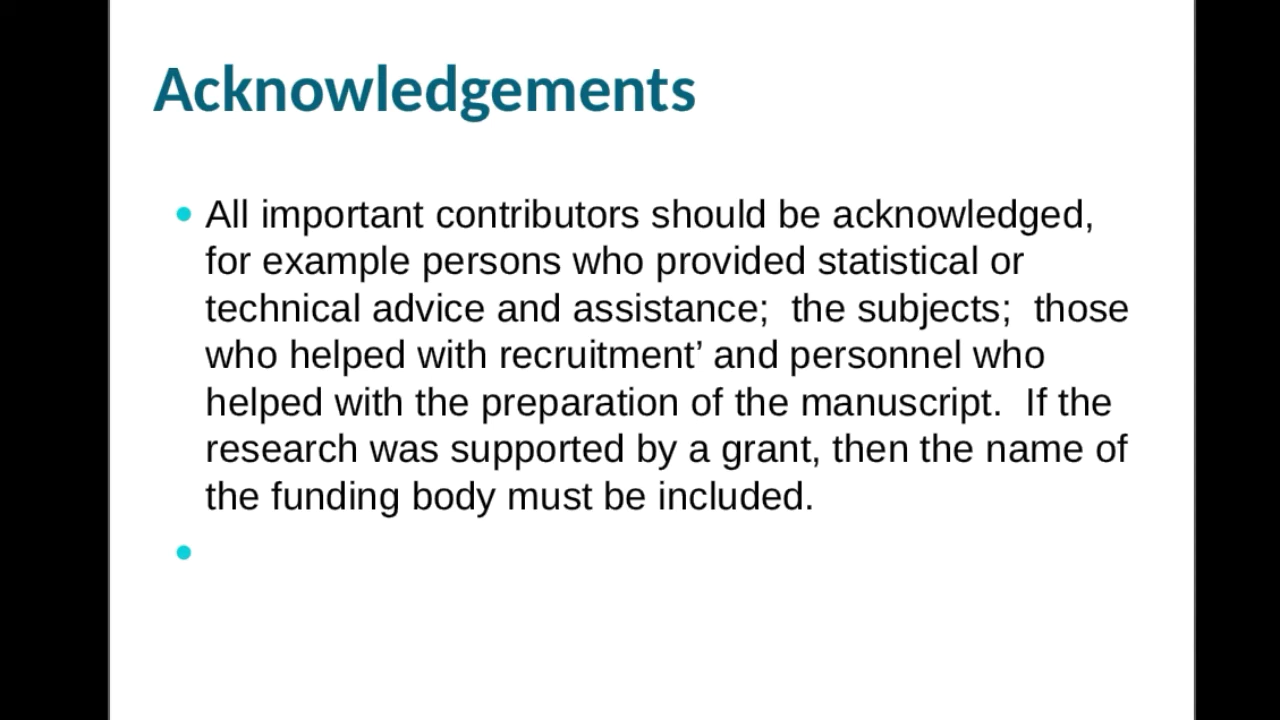 Acknowledgements
• All important contributors should be acknowledged,
for example persons who provided statistical or
technical advice and assistance;  the subjects;  those
who helped with recruitment’ and personnel who
helped with the preparation of the manuscript.  If the
research was supported by a grant, then the name of
the funding body must be included.
•